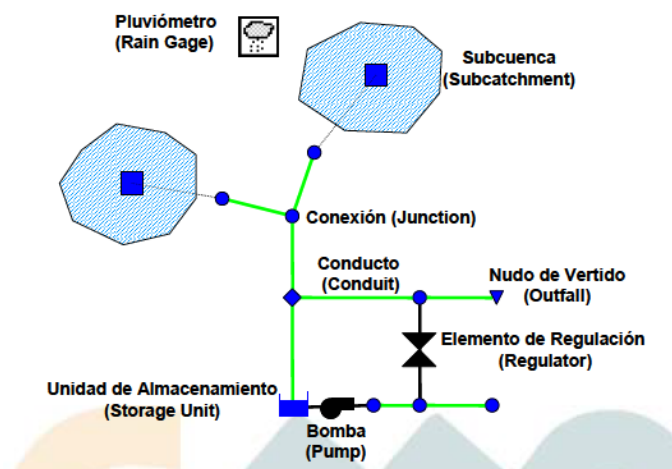 Pluviómetro
(Rain Gage)
Subcuenca
(Subcatchment)
Conexión (Junction)
Conducto
(Conduit)
Nudo de Vertido
(Outfall)
Elemento de Regulación
(Regulator)
Unidad de Almacenamiento
(Storage Unit)
Bomba
(Pump)